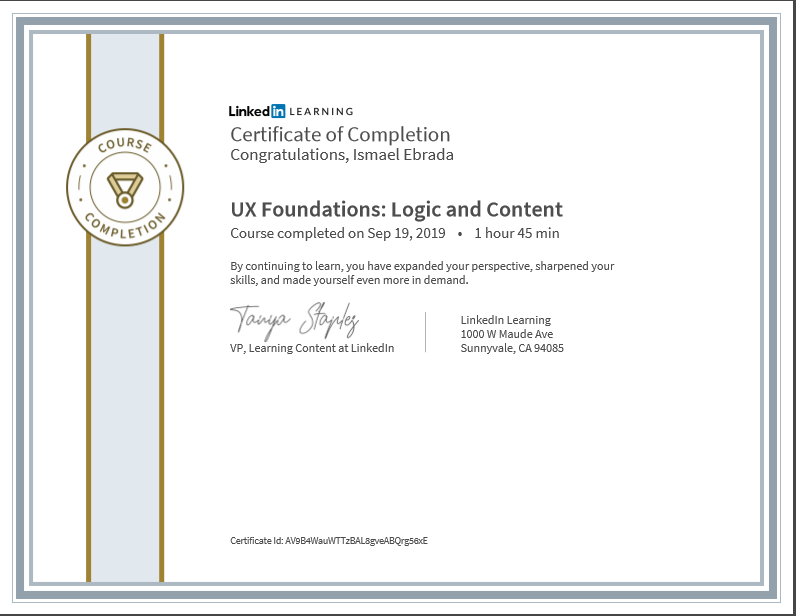 COURSE
COMPLETION
Linked in LEARNING
Certificate of Completion
Congratulations, Ismael Ebrada
UX Foundations: Logic and Content
Course completed on Sep 19, 2019 • 1 hour 45 min
By continuing to learn, you have expanded your perspective, sharpened your
skills, and made yourself even more in demand.
Tanya Staples
VP, Learning Content at LinkedIn
LinkedIn Learning
1000 W Maude Ave
Sunnyvale, CA 94085
Certificate Id: AV9B4WauWTTzBAL8gveABQrg56xE